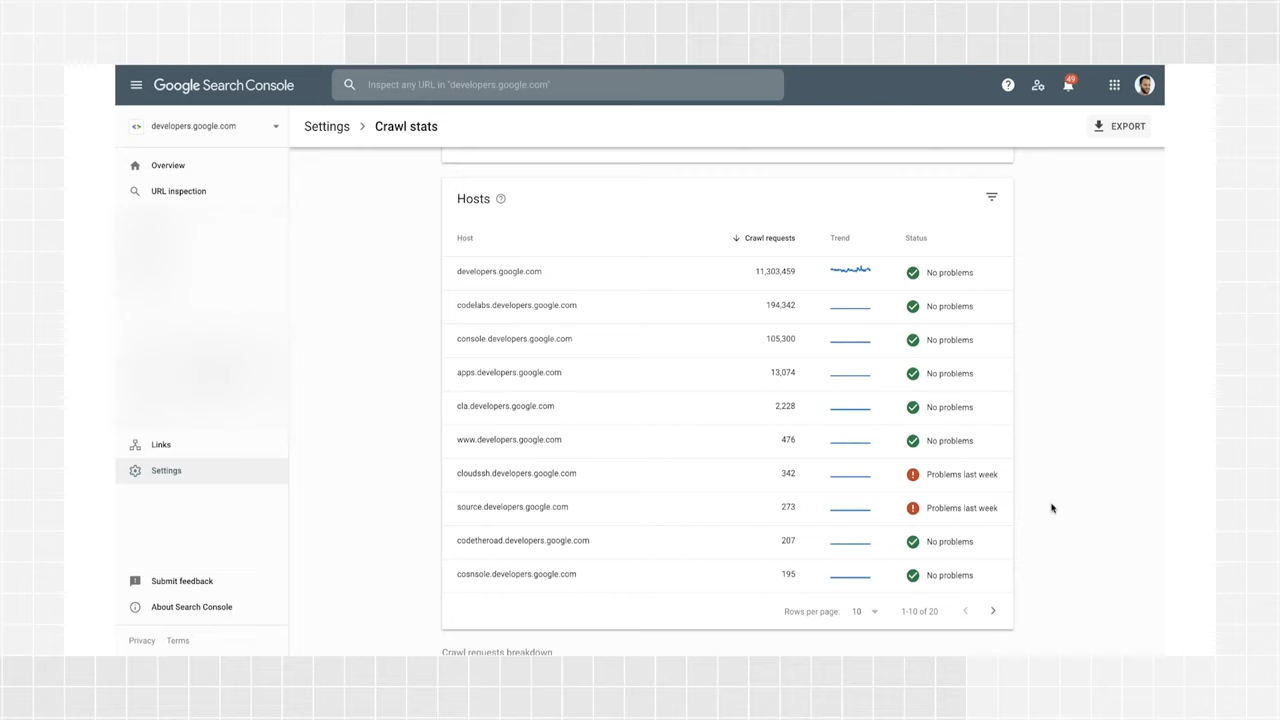 Google Search Console
Inspect any URL in "developers.google.com"
49
developers.google.com
Settings > Crawl stats
EXPORT
Overview
URL inspection
Links
Settings
Submit feedback
About Search Console
Privacy Terms
Hosts
Host Crawl requests Trend Status
developers.google.com 11,303,459 No problems
codelabs.developers.google.com 194,342 No problems
console.developers.google.com 105,300 No problems
apps.developers.google.com 13,074 No problems
cla.developers.google.com 2,228 No problems
www.developers.google.com 476 No problems
cloudssh.developers.google.com 342 Problems last week
source.developers.google.com 273 Problems last week
codetheroad.developers.google.com 207 No problems
cosnsole.developers.google.com 195 No problems
Rows per page: 10 1-10 of 20
Crawl requests breakdown